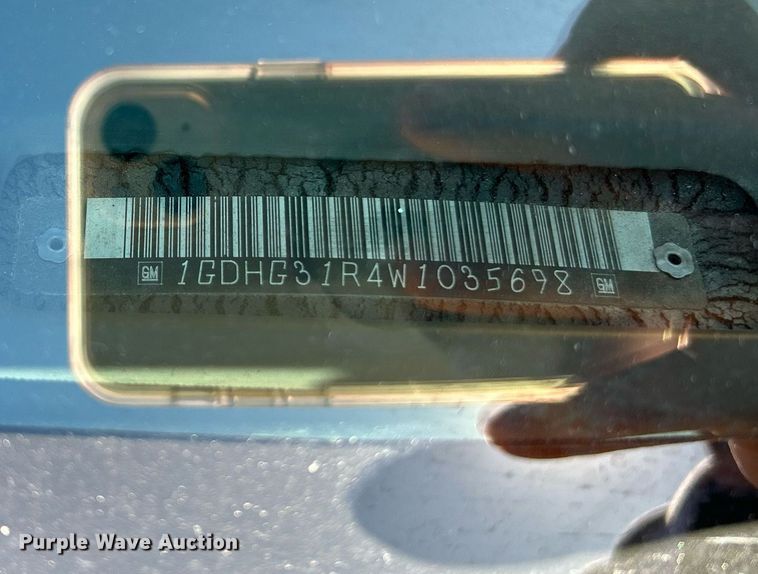 GM 1GDHG31R4W1035698 GM
Purple Wave Auction